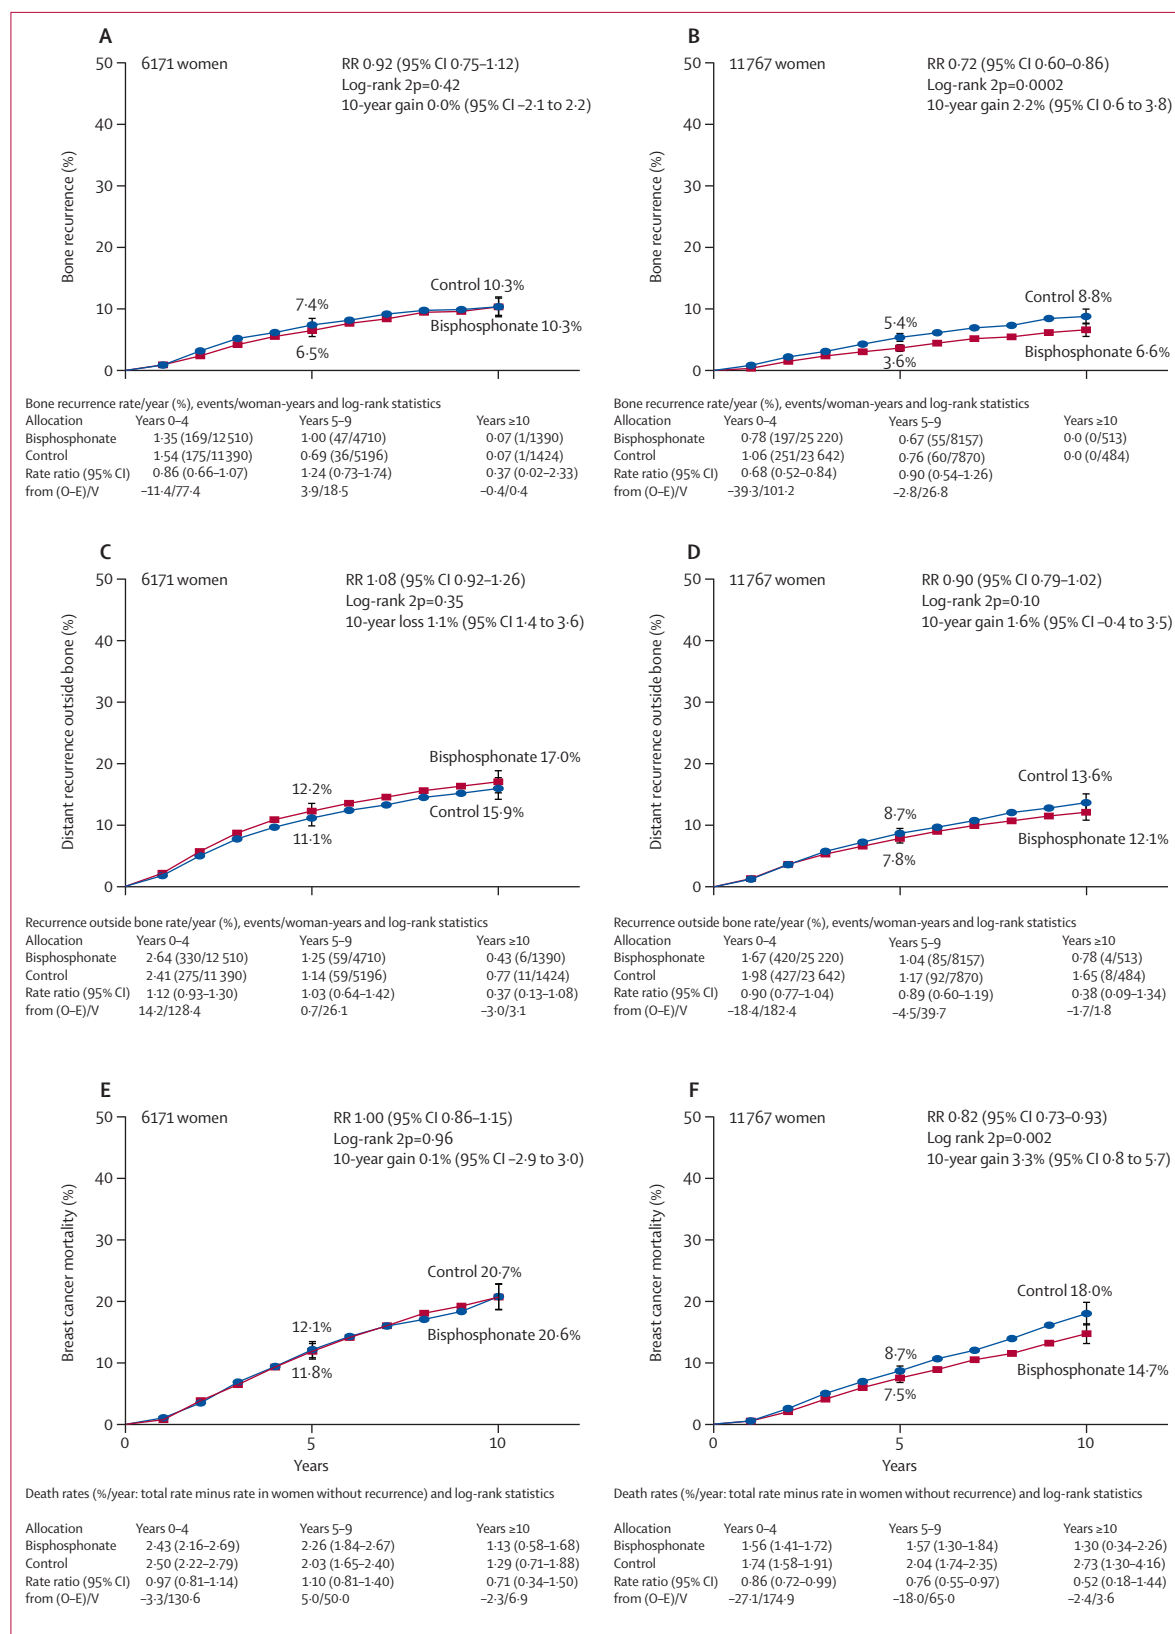 A
6171 women
RR 0·92 (95% CI 0·75–1·12)
Log-rank 2p=0·42
10-year gain 0·0% (95% CI –2·1 to 2·2)
Bone recurrence (%)
50
40
30
20
10
0
7·4%
6·5%
Control 10·3%
Bisphosphonate 10·3%
Bone recurrence rate/year (%), events/woman-years and log-rank statistics
Allocation Years 0–4 Years 5–9 Years ≥10
Bisphosphonate 1·35 (169/12 510) 1·00 (47/4710) 0·07 (1/1390)
Control 1·54 (175/11 390) 0·69 (36/5196) 0·07 (1/1424)
Rate ratio (95% CI) 0·86 (0·66–1·07) 1·24 (0·73–1·74) 0·37 (0·02–2·33)
from (O–E)/V –11·4/77·4 3·9/18·5 –0·4/0·4
B
11 767 women
RR 0·72 (95% CI 0·60–0·86)
Log-rank 2p=0·0002
10-year gain 2·2% (95% CI 0·6 to 3·8)
Bone recurrence (%)
50
40
30
20
10
0
5·4%
3·6%
Control 8·8%
Bisphosphonate 6·6%
Bone recurrence rate/year (%), events/woman-years and log-rank statistics
Allocation Years 0–4 Years 5–9 Years ≥10
Bisphosphonate 0·78 (197/25 220) 0·67 (55/8157) 0·0 (0/513)
Control 1·06 (251/23 642) 0·76 (60/7870) 0·0 (0/484)
Rate ratio (95% CI) 0·68 (0·52–0·84) 0·90 (0·54–1·26)
from (O–E)/V –39·3/101·2 –2·8/26·8
C
6171 women
RR 1·08 (95% CI 0·92–1·26)
Log-rank 2p=0·35
10-year loss 1·1% (95% CI 1·4 to 3·6)
Distant recurrence outside bone (%)
50
40
30
20
10
0
12·2%
11·1%
Bisphosphonate 17·0%
Control 15·9%
Recurrence outside bone rate/year (%), events/woman-years and log-rank statistics
Allocation Years 0–4 Years 5–9 Years ≥10
Bisphosphonate 2·64 (330/12 510) 1·25 (59/4710) 0·43 (6/1390)
Control 2·41 (275/11 390) 1·14 (59/5196) 0·77 (11/1424)
Rate ratio (95% CI) 1·12 (0·93–1·30) 1·03 (0·64–1·42) 0·37 (0·13–1·08)
from (O–E)/V 14·2/128·4 0·7/26·1 –3·0/3·1
D
11 767 women
RR 0·90 (95% CI 0·79–1·02)
Log-rank 2p=0·10
10-year gain 1·6% (95% CI –0·4 to 3·5)
Distant recurrence outside bone (%)
50
40
30
20
10
0
8·7%
7·8%
Control 13·6%
Bisphosphonate 12·1%
Recurrence outside bone rate/year (%), events/woman-years and log-rank statistics
Allocation Years 0–4 Years 5–9 Years ≥10
Bisphosphonate 1·67 (420/25 220) 1·04 (85/8157) 0·78 (4/513)
Control 1·98 (427/23 642) 1·17 (92/7870) 1·65 (8/484)
Rate ratio (95% CI) 0·90 (0·77–1·04) 0·89 (0·60–1·19) 0·38 (0·09–1·34)
from (O–E)/V –18·4/182·4 –4·5/39·7 –1·7/1·8
E
6171 women
RR 1·00 (95% CI 0·86–1·15)
Log-rank 2p=0·96
10-year gain 0·1% (95% CI –2·9 to 3·0)
Breast cancer mortality (%)
50
40
30
20
10
0
12·1%
11·8%
Control 20·7%
Bisphosphonate 20·6%
0 5 10
Years
Death rates (%/year: total rate minus rate in women without recurrence) and log-rank statistics
Allocation Years 0–4 Years 5–9 Years ≥10
Bisphosphonate 2·43 (2·16–2·69) 2·26 (1·84–2·67) 1·13 (0·58–1·68)
Control 2·50 (2·22–2·79) 2·03 (1·65–2·40) 1·29 (0·71–1·88)
Rate ratio (95% CI) 0·97 (0·81–1·14) 1·10 (0·81–1·40) 0·71 (0·34–1·50)
from (O–E)/V –3·3/130·6 5·0/50·0 –2·3/6·9
F
11 767 women
RR 0·82 (95% CI 0·73–0·93)
Log rank 2p=0·002
10-year gain 3·3% (95% CI 0·8 to 5·7)
Breast cancer mortality (%)
50
40
30
20
10
0
8·7%
7·5%
Control 18·0%
Bisphosphonate 14·7%
0 5 10
Years
Death rates (%/year: total rate minus rate in women without recurrence) and log-rank statistics
Allocation Years 0–4 Years 5–9 Years ≥10
Bisphosphonate 1·56 (1·41–1·72) 1·57 (1·30–1·84) 1·30 (0·34–2·26)
Control 1·74 (1·58–1·91) 2·04 (1·74–2·35) 2·73 (1·30–4·16)
Rate ratio (95% CI) 0·86 (0·72–0·99) 0·76 (0·55–0·97) 0·52 (0·18–1·44)
from (O–E)/V –27·1/174·9 –18·0/65·0 –2·4/3·6